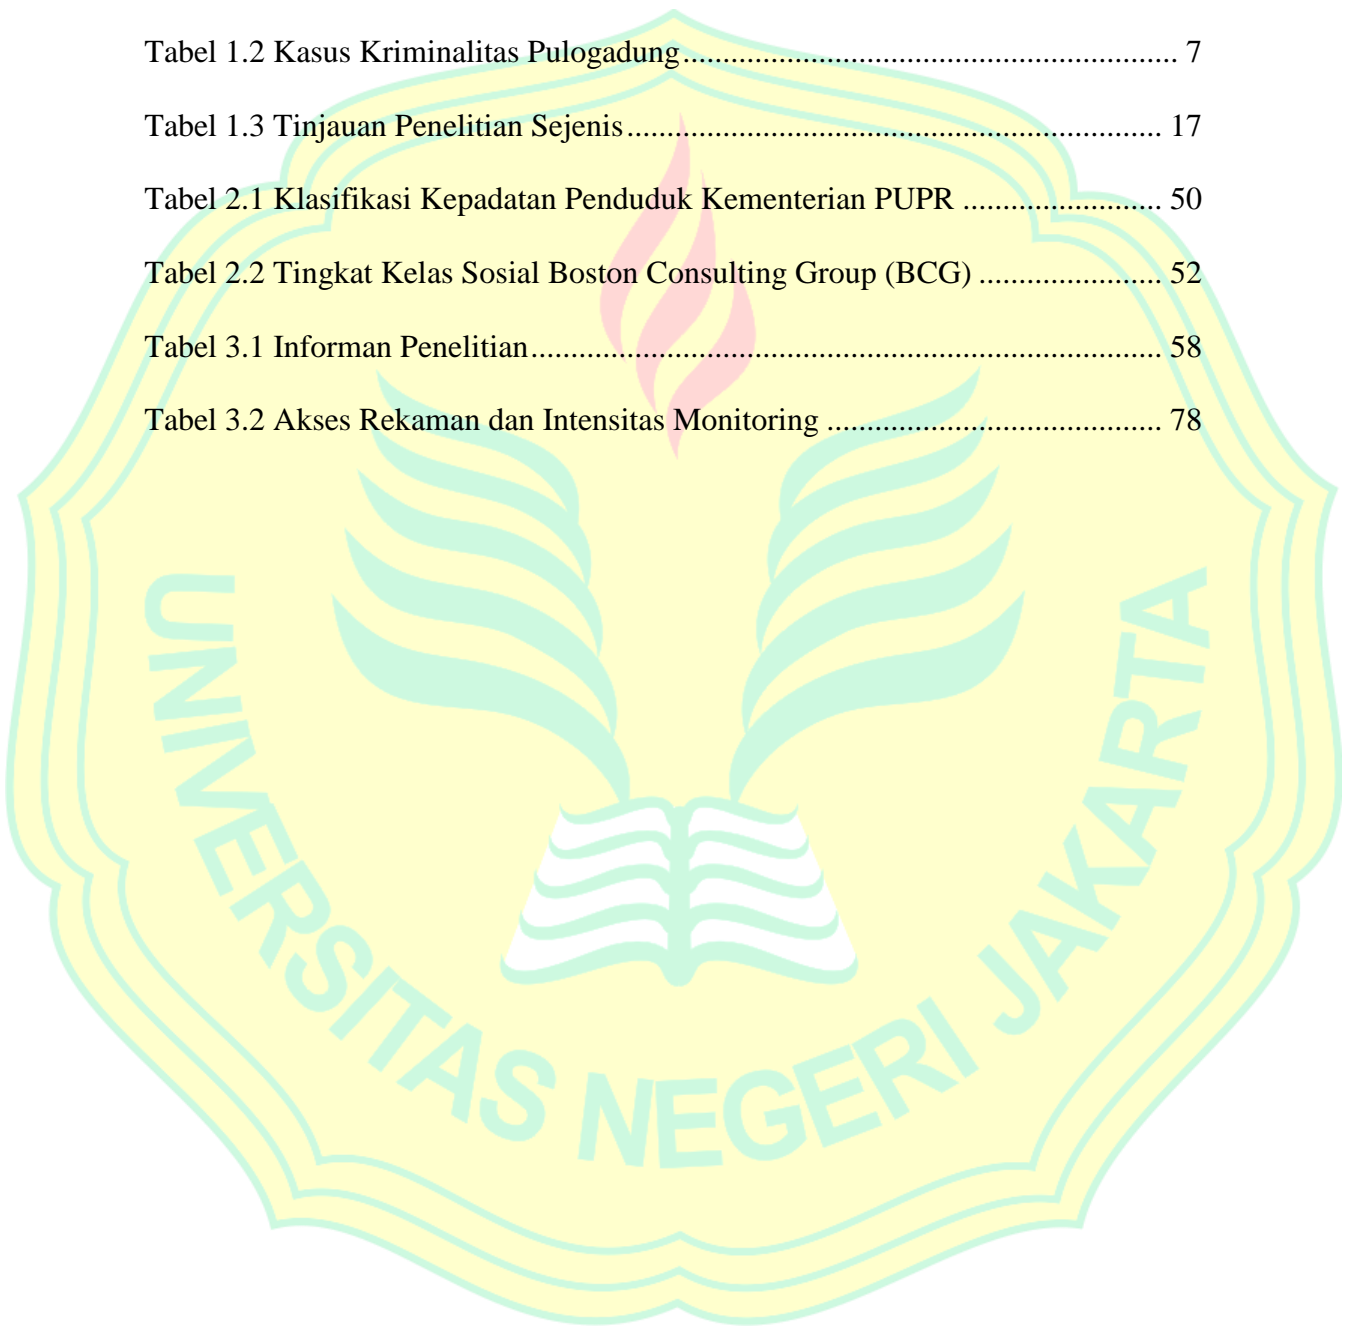 Tabel 1.2 Kasus Kriminalitas Pulogadung............................................................. 7
Tabel 1.3 Tinjauan Penelitian Sejenis.................................................................. 17
Tabel 2.1 Klasifikasi Kepadatan Penduduk Kementerian PUPR ........................ 50
Tabel 2.2 Tingkat Kelas Sosial Boston Consulting Group (BCG) ...................... 52
Tabel 3.1 Informan Penelitian.............................................................................. 58
Tabel 3.2 Akses Rekaman dan Intensitas Monitoring ......................................... 78
UNIVERSITAS NEGERI JAKARTA